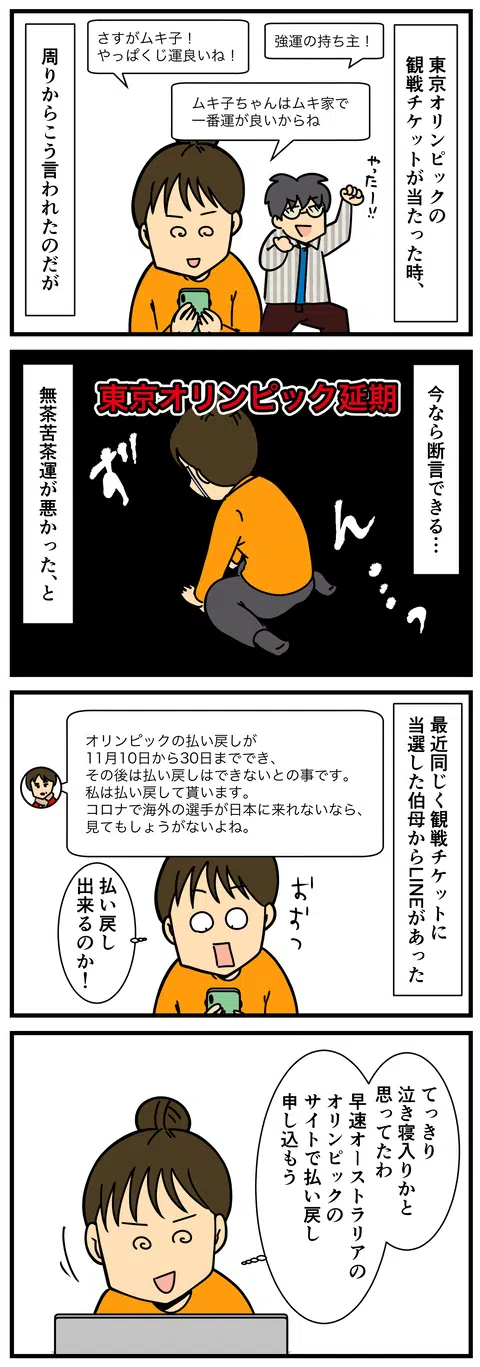 東京オリンピックの
観戦チケットが当たった時、
強運の持ち主！
さすがムキ子！
やっぱくじ運良いね！
ムキ子ちゃんはムキ家で
一番運が良いからね
やったー!!
周りからこう言われたのだが
今なら断言できる…
東京オリンピック延期
ずん…っ
無茶苦茶運が悪かった、と
最近同じく観戦チケットに
当選した伯母からLINEがあった
オリンピックの払い戻しが
11月10日から30日まででき、
その後は払い戻しはできないとの事です。
私は払い戻して貰います。
コロナで海外の選手が日本に来れないなら、
見てもしょうがないよね。
おおっ
払い戻し
出来るのか！
てっきり
泣き寝入りかと
思ってたわ
早速オーストラリアの
オリンピックの
サイトで払い戻し
申し込もう